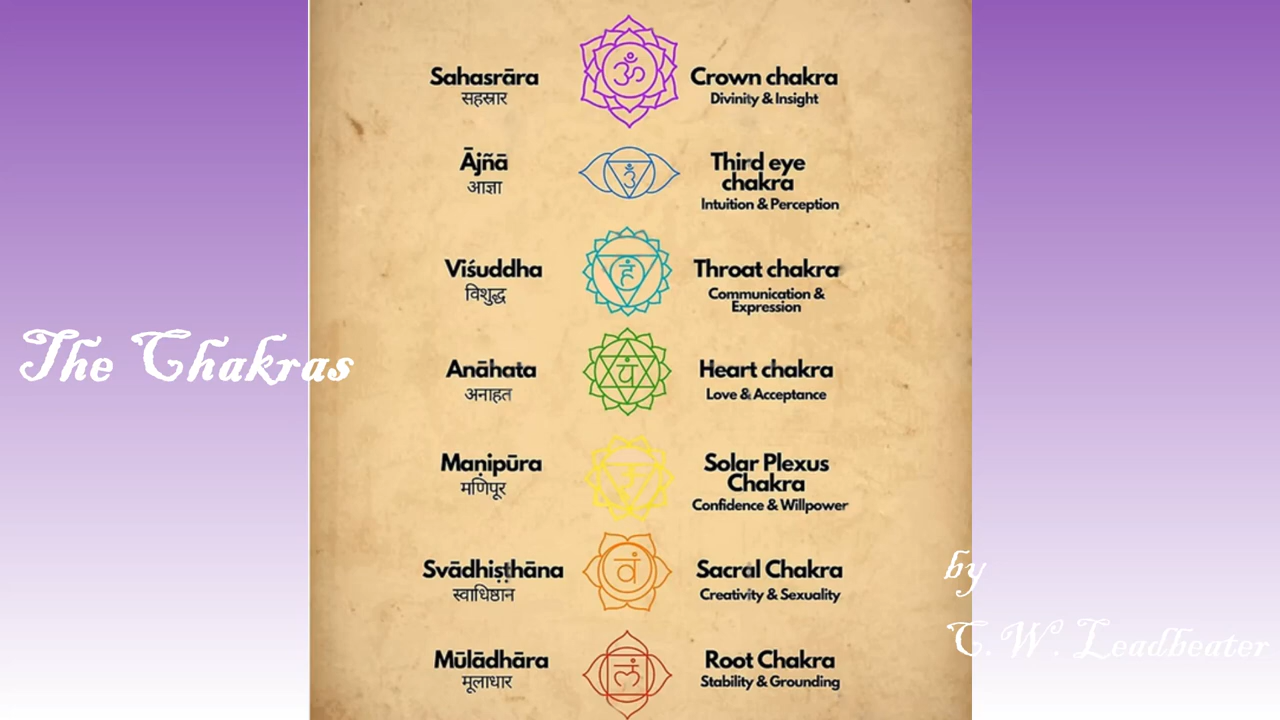 Sahasrāra
सहस्रार
ॐ
Crown chakra
Divinity & Insight
Ājñā
आज्ञा
Third eye
chakra
Intuition & Perception
Viśuddha
विशुद्ध
हं
Throat chakra
Communication &
Expression
The Chakras
Anāhata
अनाहत
Heart chakra
Love & Acceptance
Maṇipūra
मणिपूर
Solar Plexus
Chakra
Confidence & Willpower
Svādhiṣṭhāna
स्वाधिष्ठान
वं
Sacral Chakra
Creativity & Sexuality
by
C.W. Leadbeater
Mūlādhāra
मूलाधार
लं
Root Chakra
Stability & Grounding